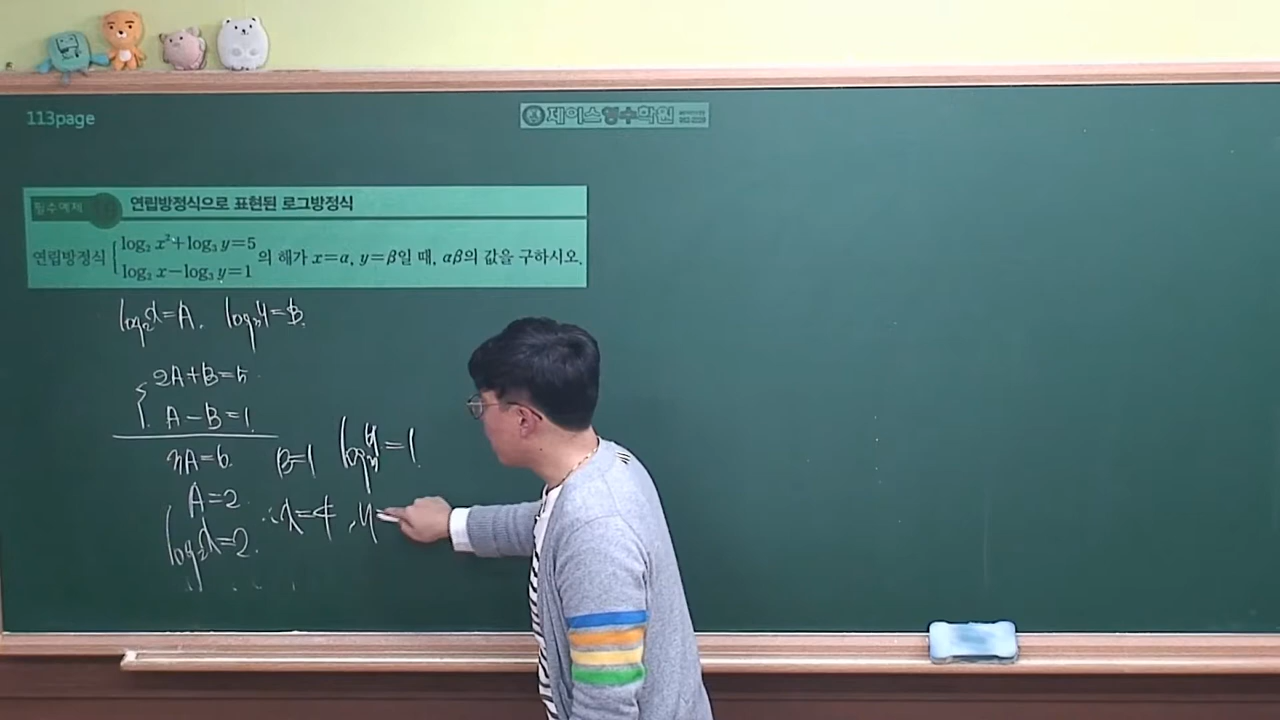 113page
제이스영수학원
필수예제
연립방정식으로 표현된 로그방정식
연립방정식 { log₂ x²+log₃ y=5
log₂ x−log₃ y=1 의 해가 x=α, y=β일 때, αβ의 값을 구하시오.
log₂x=A. log₃y=B.
2A+B=5
A−B=1.
3A=6. B=1 log₃y=1.
A=2 ∴x=4, y=
log₂x=2.